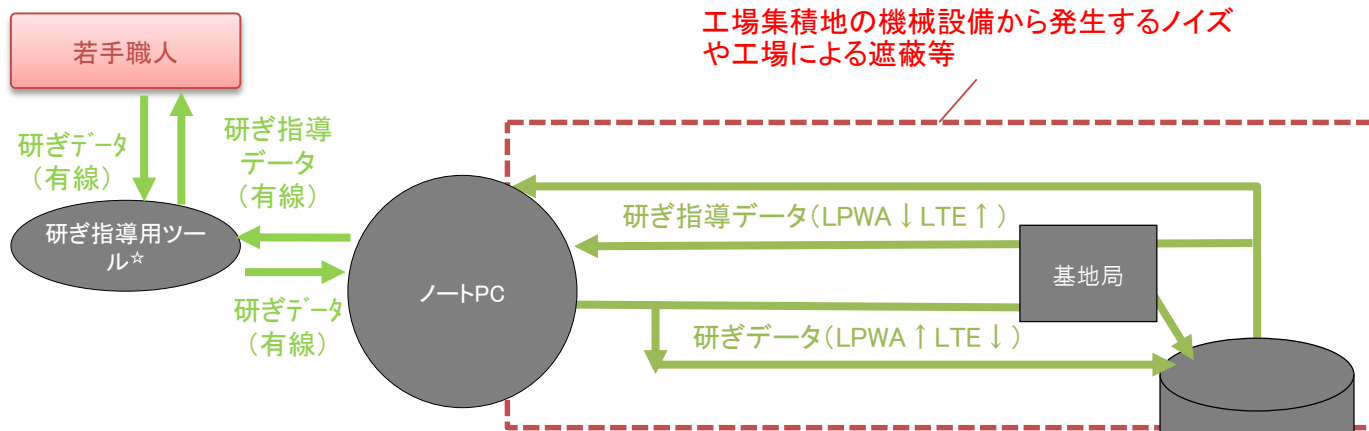 工場集積地の機械設備から発生するノイズ
や工場による遮蔽等
若手職人
研ぎデータ
（有線）
研ぎ指導
データ
（有線）
研ぎ指導用ツー
ル☆
研ぎデータ
（有線）
ノートPC
研ぎ指導データ（LPWA↓LTE↑）
基地局
研ぎデータ（LPWA↑LTE↓）